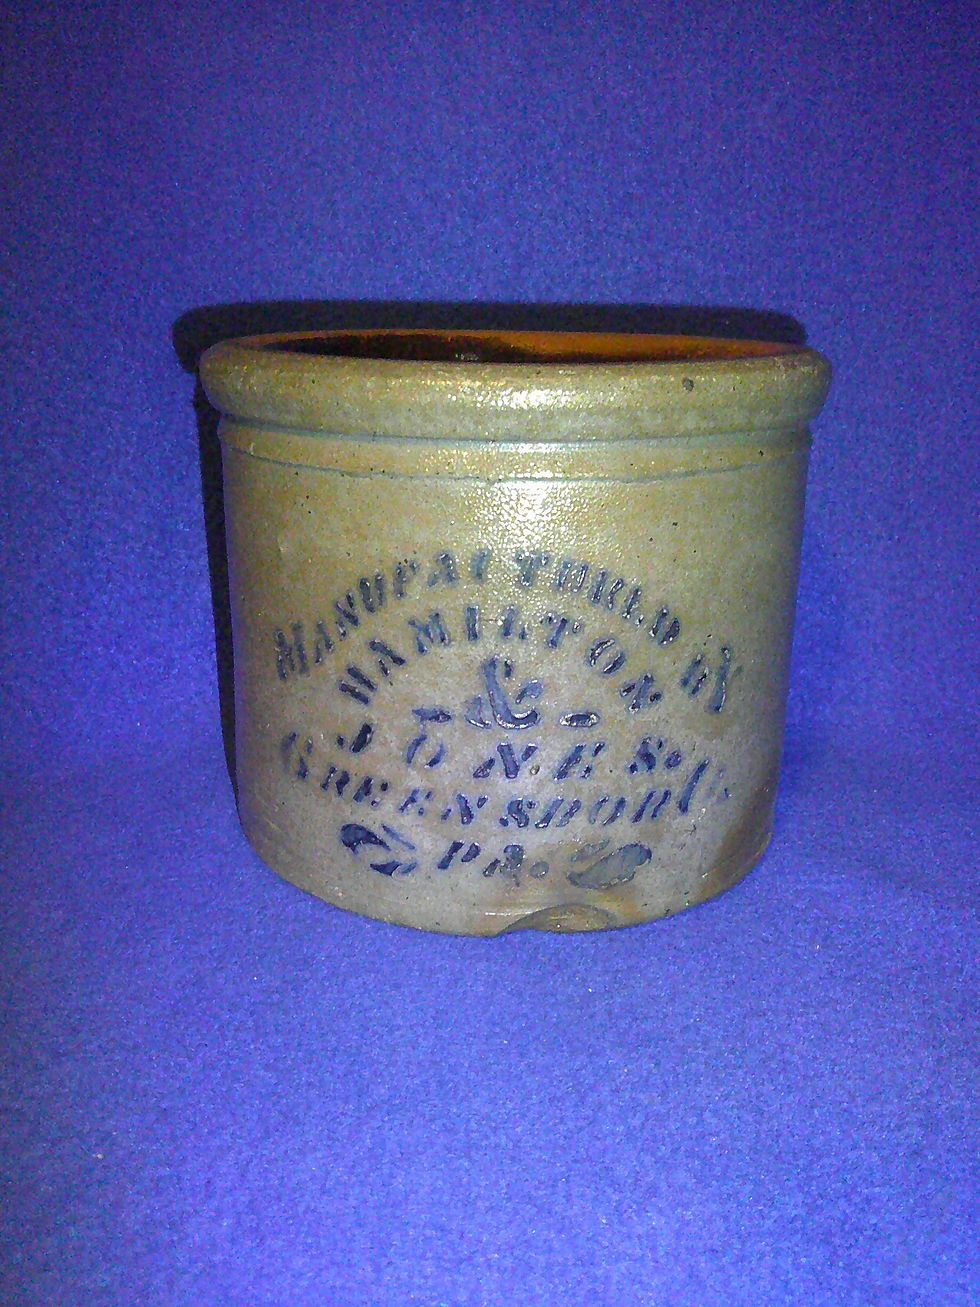 MANUFACTURED BY
HAMILTON
- & -
JONES.
GREENSBORO
PA.